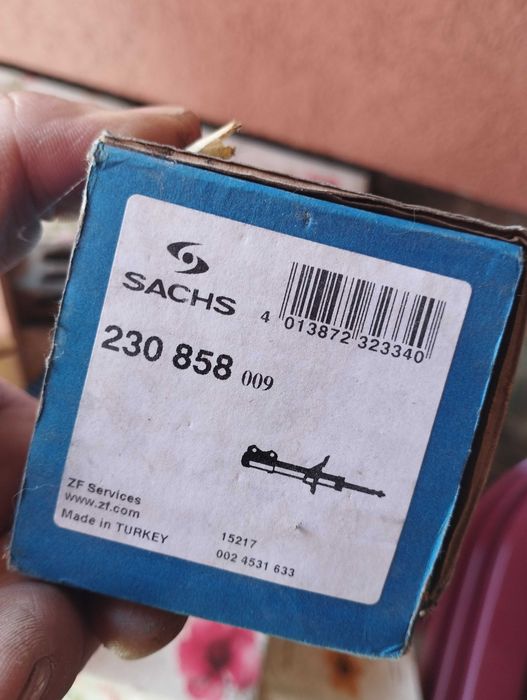 SACHS
4 013872 323340
230 858 009
ZF Services
www.zf.com
Made in TURKEY
15217
002 4531 633